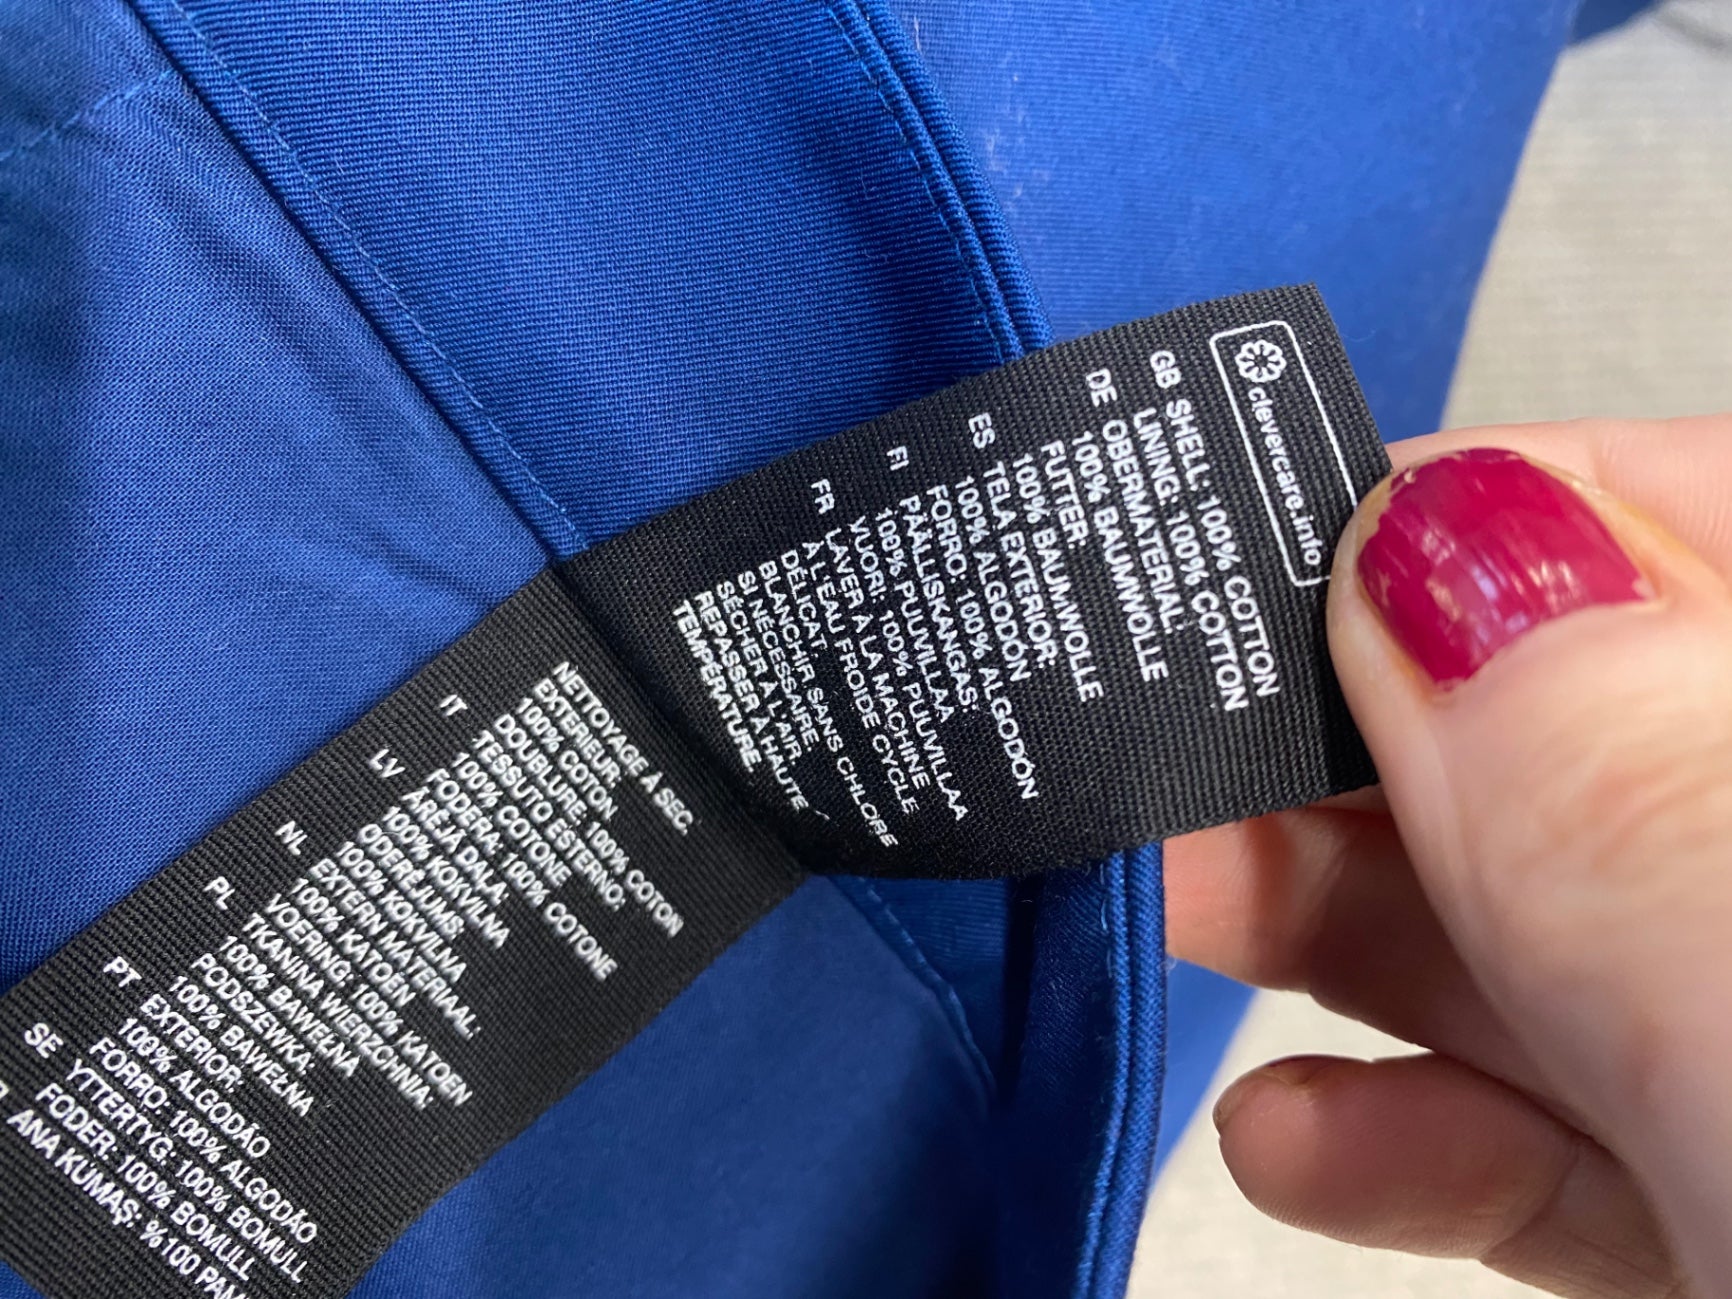 clevercare.info
GB SHELL: 100% COTTON
LINING: 100% COTTON
DE OBERMATERIAL:
100% BAUMWOLLE
FUTTER:
100% BAUMWOLLE
ES TELA EXTERIOR:
100% ALGODÓN
FORRO: 100% ALGODÓN
FI PÄÄLLISKANGAS:
100% PUUVILLAA
VUORI: 100% PUUVILLAA
FR LAVER À LA MACHINE
À L'EAU FROIDE CYCLE
DÉLICAT.
BLANCHIR SANS CHLORE
SI NÉCESSAIRE.
SÉCHER À L'AIR.
REPASSER À HAUTE
TEMPÉRATURE.
NETTOYAGE À SEC.
EXTÉRIEUR:
100% COTON
DOUBLURE: 100% COTON
IT TESSUTO ESTERNO:
100% COTONE
FODERA: 100% COTONE
LV ĀRĒJĀ DAĻA:
100% KOKVILNA
ODERĒJUMS:
100% KOKVILNA
NL EXTERN MATERIAAL:
100% KATOEN
VOERING: 100% KATOEN
PL TKANINA WIERZCHNIA:
100% BAWEŁNA
PODSZEWKA:
100% BAWEŁNA
PT EXTERIOR:
100% ALGODÃO
FORRO: 100% ALGODÃO
SE YTTERTYG: 100% BOMULL
FODER: 100% BOMULL
ANA KUMAŞ: %100 PAM